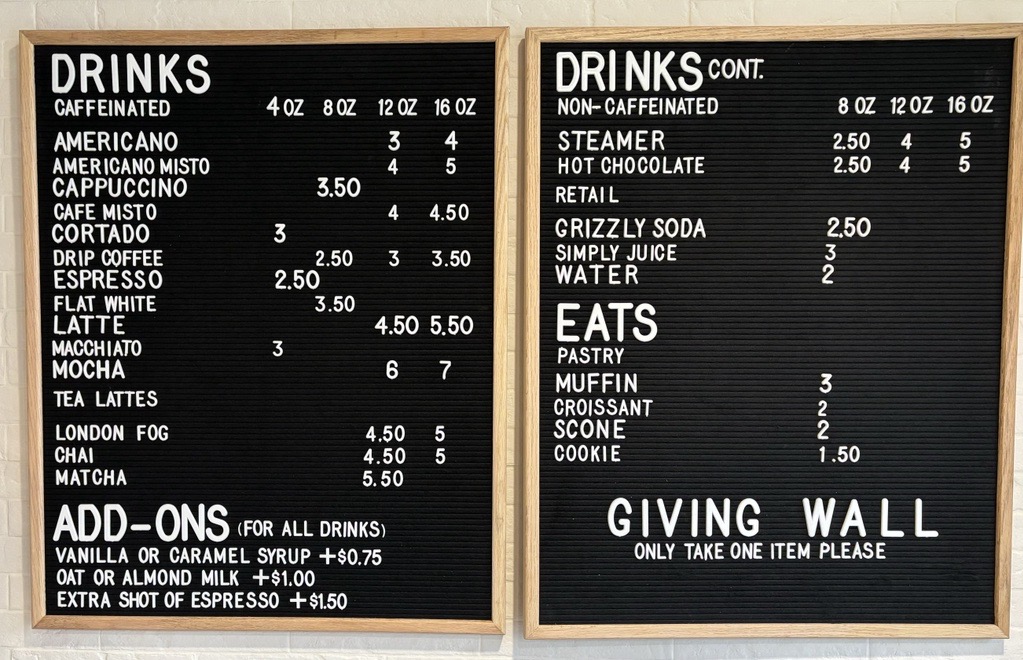 DRINKS
CAFFEINATED 4 OZ 8 OZ 12 OZ 16 OZ
AMERICANO 3 4
AMERICANO MISTO 4 5
CAPPUCCINO 3.50
CAFE MISTO 4 4.50
CORTADO 3
DRIP COFFEE 2.50 3 3.50
ESPRESSO 2.50
FLAT WHITE 3.50
LATTE 4.50 5.50
MACCHIATO 3
MOCHA 6 7
TEA LATTES
LONDON FOG 4.50 5
CHAI 4.50 5
MATCHA 5.50
ADD-ONS (FOR ALL DRINKS)
VANILLA OR CARAMEL SYRUP +$0.75
OAT OR ALMOND MILK +$1.00
EXTRA SHOT OF ESPRESSO +$1.50
DRINKS CONT.
NON-CAFFEINATED 8 OZ 12 OZ 16 OZ
STEAMER 2.50 4 5
HOT CHOCOLATE 2.50 4 5
RETAIL
GRIZZLY SODA 2.50
SIMPLY JUICE 3
WATER 2
EATS
PASTRY
MUFFIN 3
CROISSANT 2
SCONE 2
COOKIE 1.50
GIVING WALL
ONLY TAKE ONE ITEM PLEASE